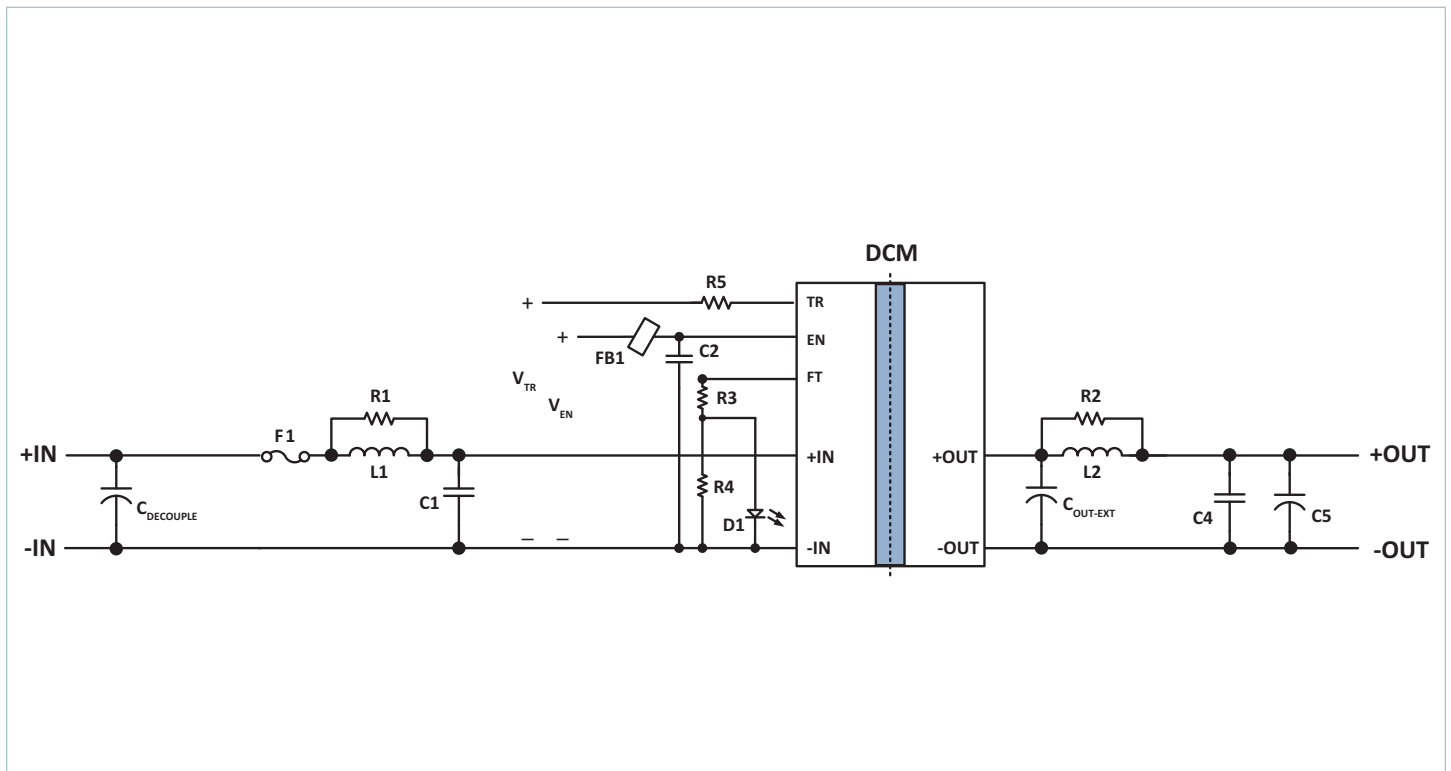 DCM
R5
+
TR
+
FB1
C2
EN
FT
V_TR
V_EN
R3
R1
R2
F1
+IN
L1
+IN
+OUT
L2
+OUT
C_DECOUPLE
C1
R4
D1
C_OUT-EXT
C4
C5
-IN
– –
-IN
-OUT
-OUT